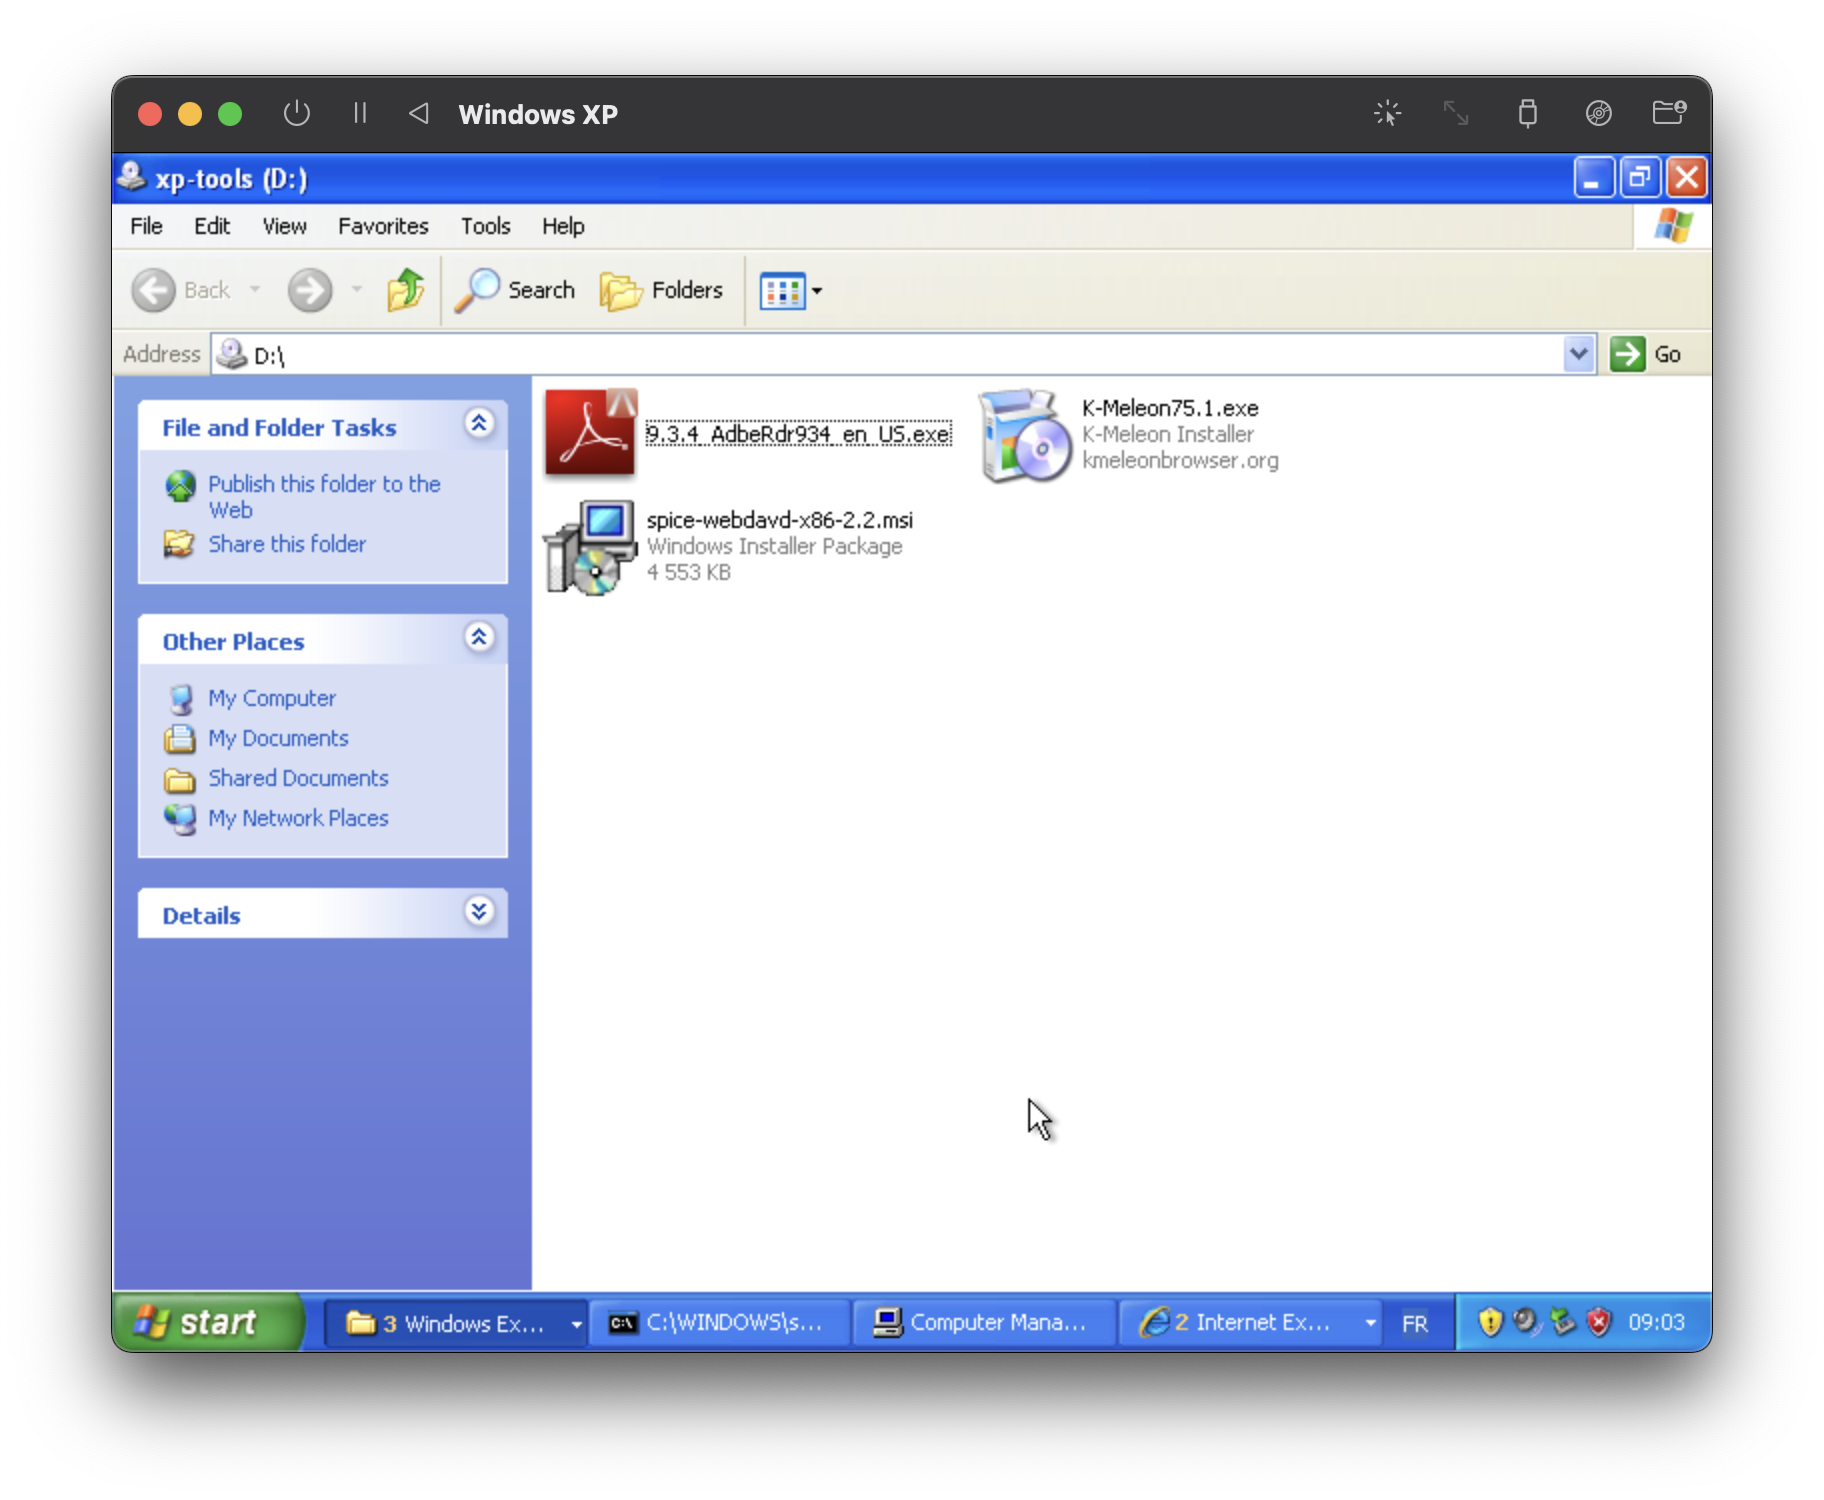 Windows XP
xp-tools (D:)
File Edit View Favorites Tools Help
Back Search Folders
Address D:\ Go
File and Folder Tasks
Publish this folder to the
Web
Share this folder
Other Places
My Computer
My Documents
Shared Documents
My Network Places
Details
9.3.4_AdbeRdr934_en_US.exe
K-Meleon75.1.exe
K-Meleon Installer
kmeleonbrowser.org
spice-webdavd-x86-2.2.msi
Windows Installer Package
4 553 KB
start 3 Windows Ex... C:\WINDOWS\s... Computer Mana... 2 Internet Ex... FR 09:03